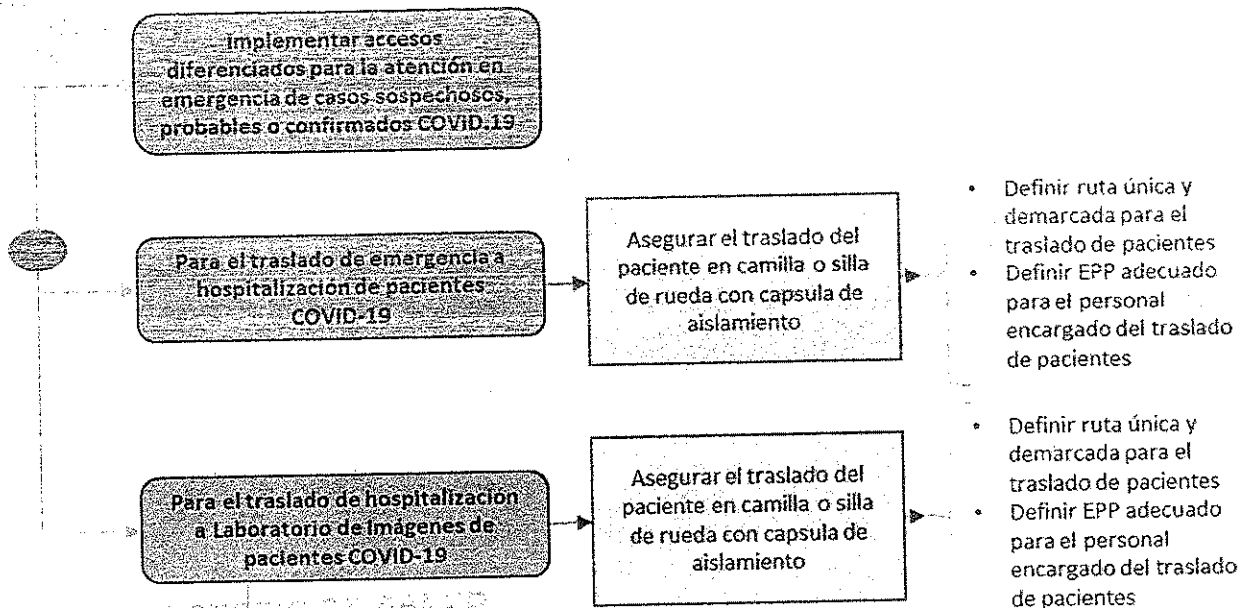 Implementar accesos
diferenciados para la atención en
emergencia de casos sospechosos,
probables o confirmados COVID.19
Para el traslado de emergencia a
hospitalización de pacientes
COVID-19
Asegurar el traslado del
paciente en camilla o silla
de rueda con capsula de
aislamiento
• Definir ruta única y
demarcada para el
traslado de pacientes
• Definir EPP adecuado
para el personal
encargado del traslado
de pacientes
Para el traslado de hospitalización
a Laboratorio de Imágenes de
pacientes COVID-19
Asegurar el traslado del
paciente en camilla o silla
de rueda con capsula de
aislamiento
• Definir ruta única y
demarcada para el
traslado de pacientes
• Definir EPP adecuado
para el personal
encargado del traslado
de pacientes